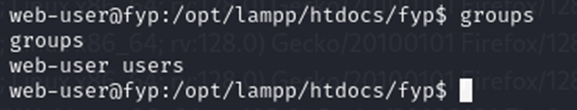 web-user@fyp:/opt/lampp/htdocs/fyp$ groups
groups
web-user users
web-user@fyp:/opt/lampp/htdocs/fyp$